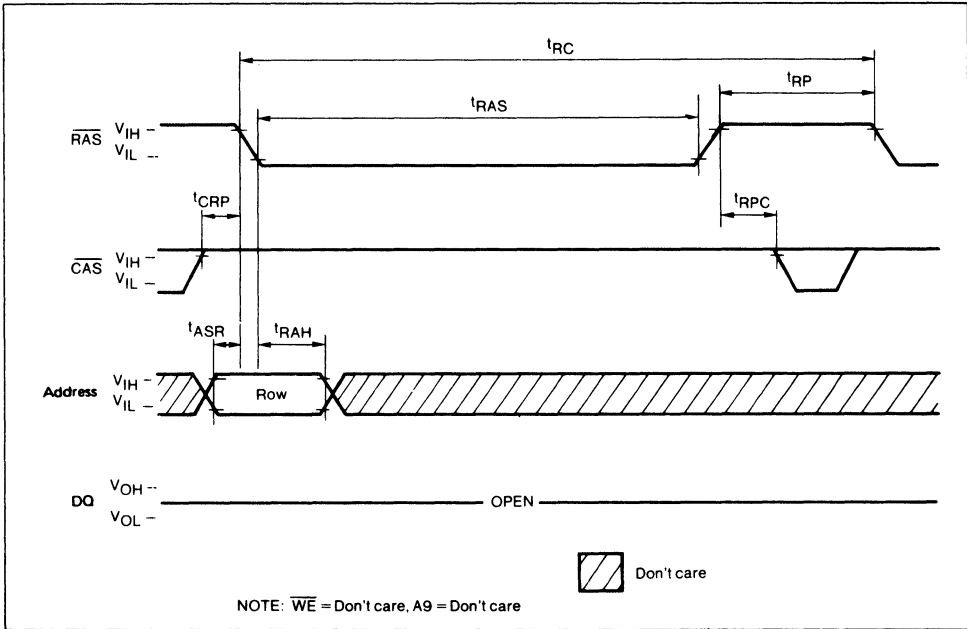 tRC
tRP
tRAS
RAS VIH
VIL
tCRP
tRPC
CAS VIH
VIL
tASR tRAH
Address VIH
VIL
Row
DQ VOH
VOL
OPEN
Don't care
NOTE: WE = Don't care, A9 = Don't care